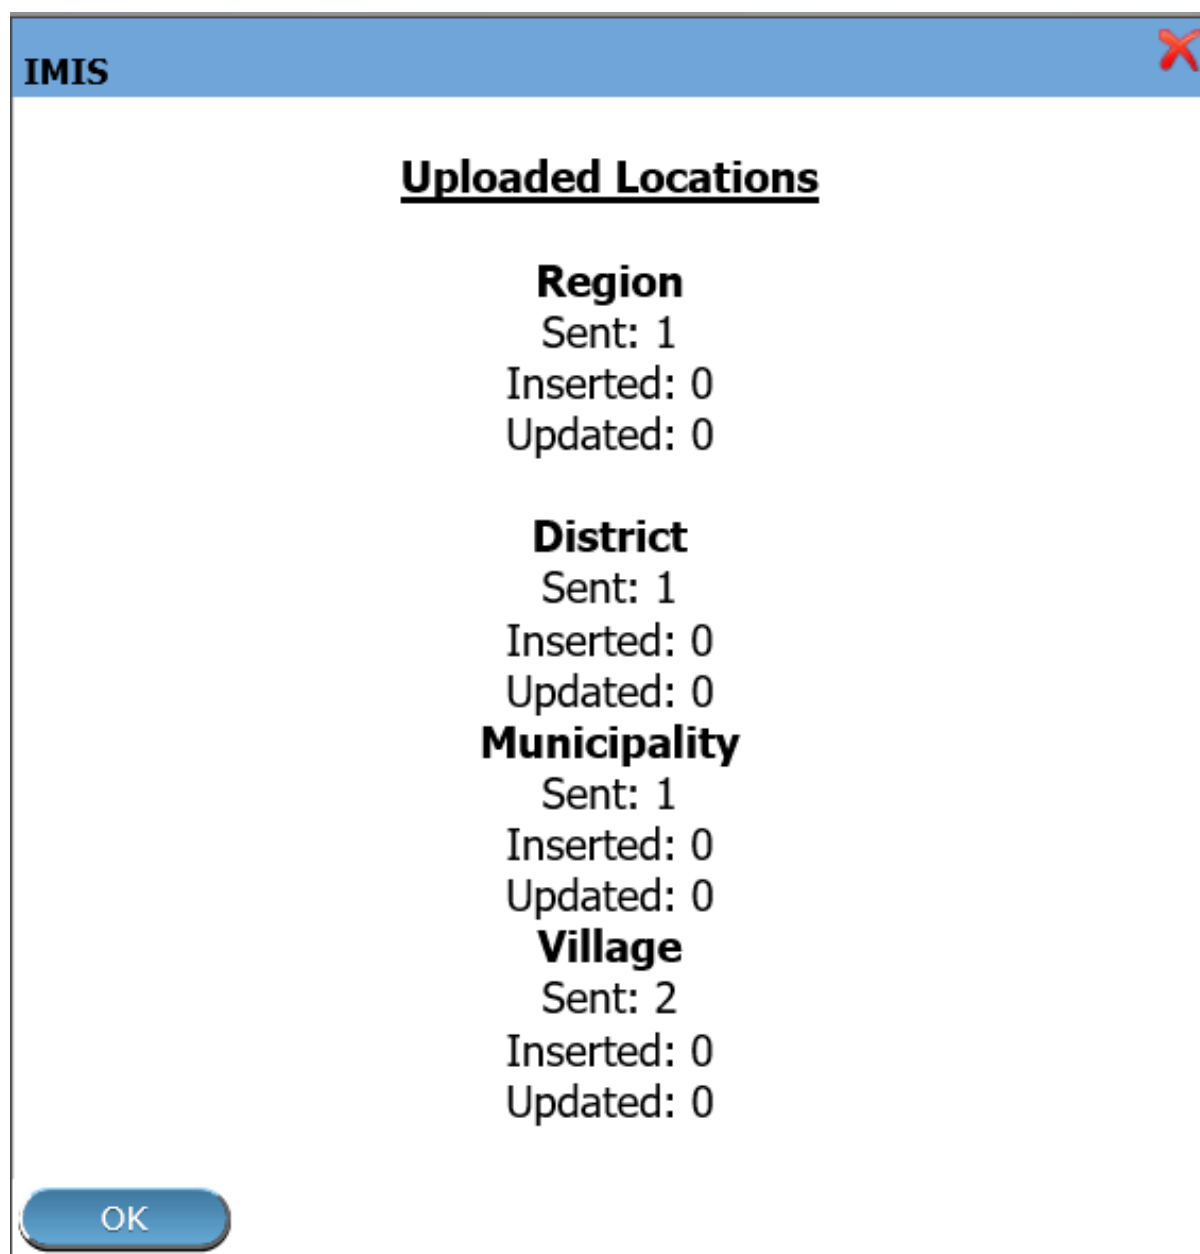 IMIS
Uploaded Locations
Region
Sent: 1
Inserted: 0
Updated: 0
District
Sent: 1
Inserted: 0
Updated: 0
Municipality
Sent: 1
Inserted: 0
Updated: 0
Village
Sent: 2
Inserted: 0
Updated: 0
OK